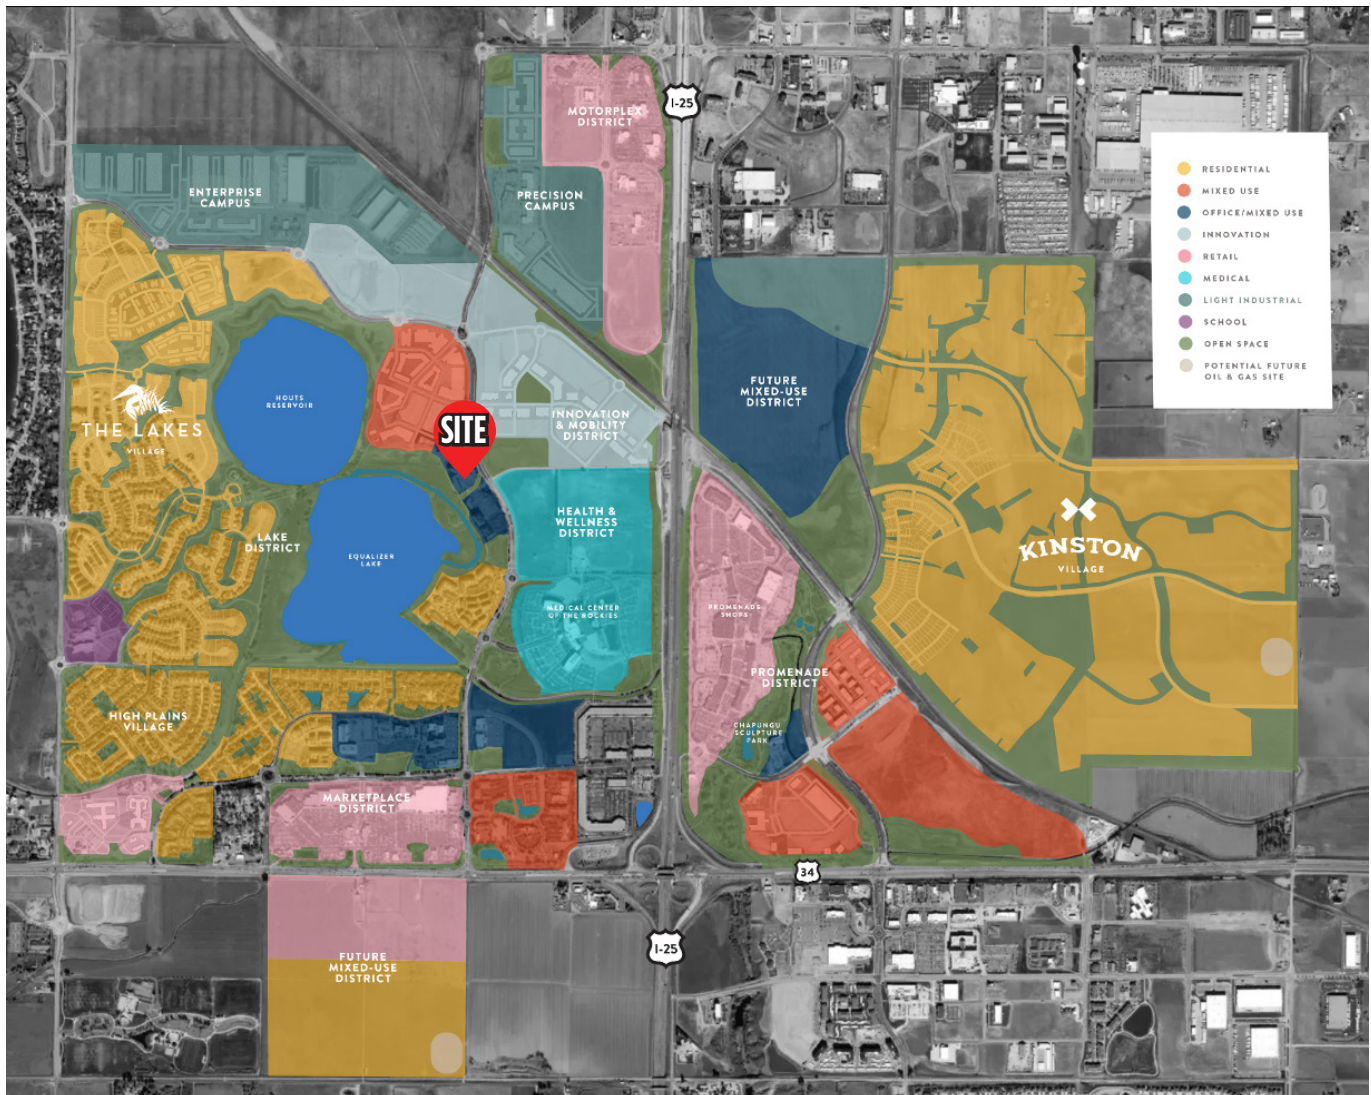 I-25
MOTORPLEX
DISTRICT
ENTERPRISE
CAMPUS
PRECISION
CAMPUS
RESIDENTIAL
MIXED USE
OFFICE/MIXED USE
INNOVATION
RETAIL
MEDICAL
LIGHT INDUSTRIAL
SCHOOL
OPEN SPACE
POTENTIAL FUTURE
OIL & GAS SITE
HOUTS
RESERVOIR
FUTURE
MIXED-USE
DISTRICT
THE LAKES
VILLAGE
SITE
INNOVATION
& MOBILITY
DISTRICT
HEALTH &
WELLNESS
DISTRICT
LAKE
DISTRICT
EQUALIZER
LAKE
KINSTON
VILLAGE
MEDICAL CENTER
OF THE ROCKIES
PROMENADE
SHOPS
PROMENADE
DISTRICT
HIGH PLAINS
VILLAGE
CHAPUNGU
SCULPTURE
PARK
MARKETPLACE
DISTRICT
34
I-25
FUTURE
MIXED-USE
DISTRICT